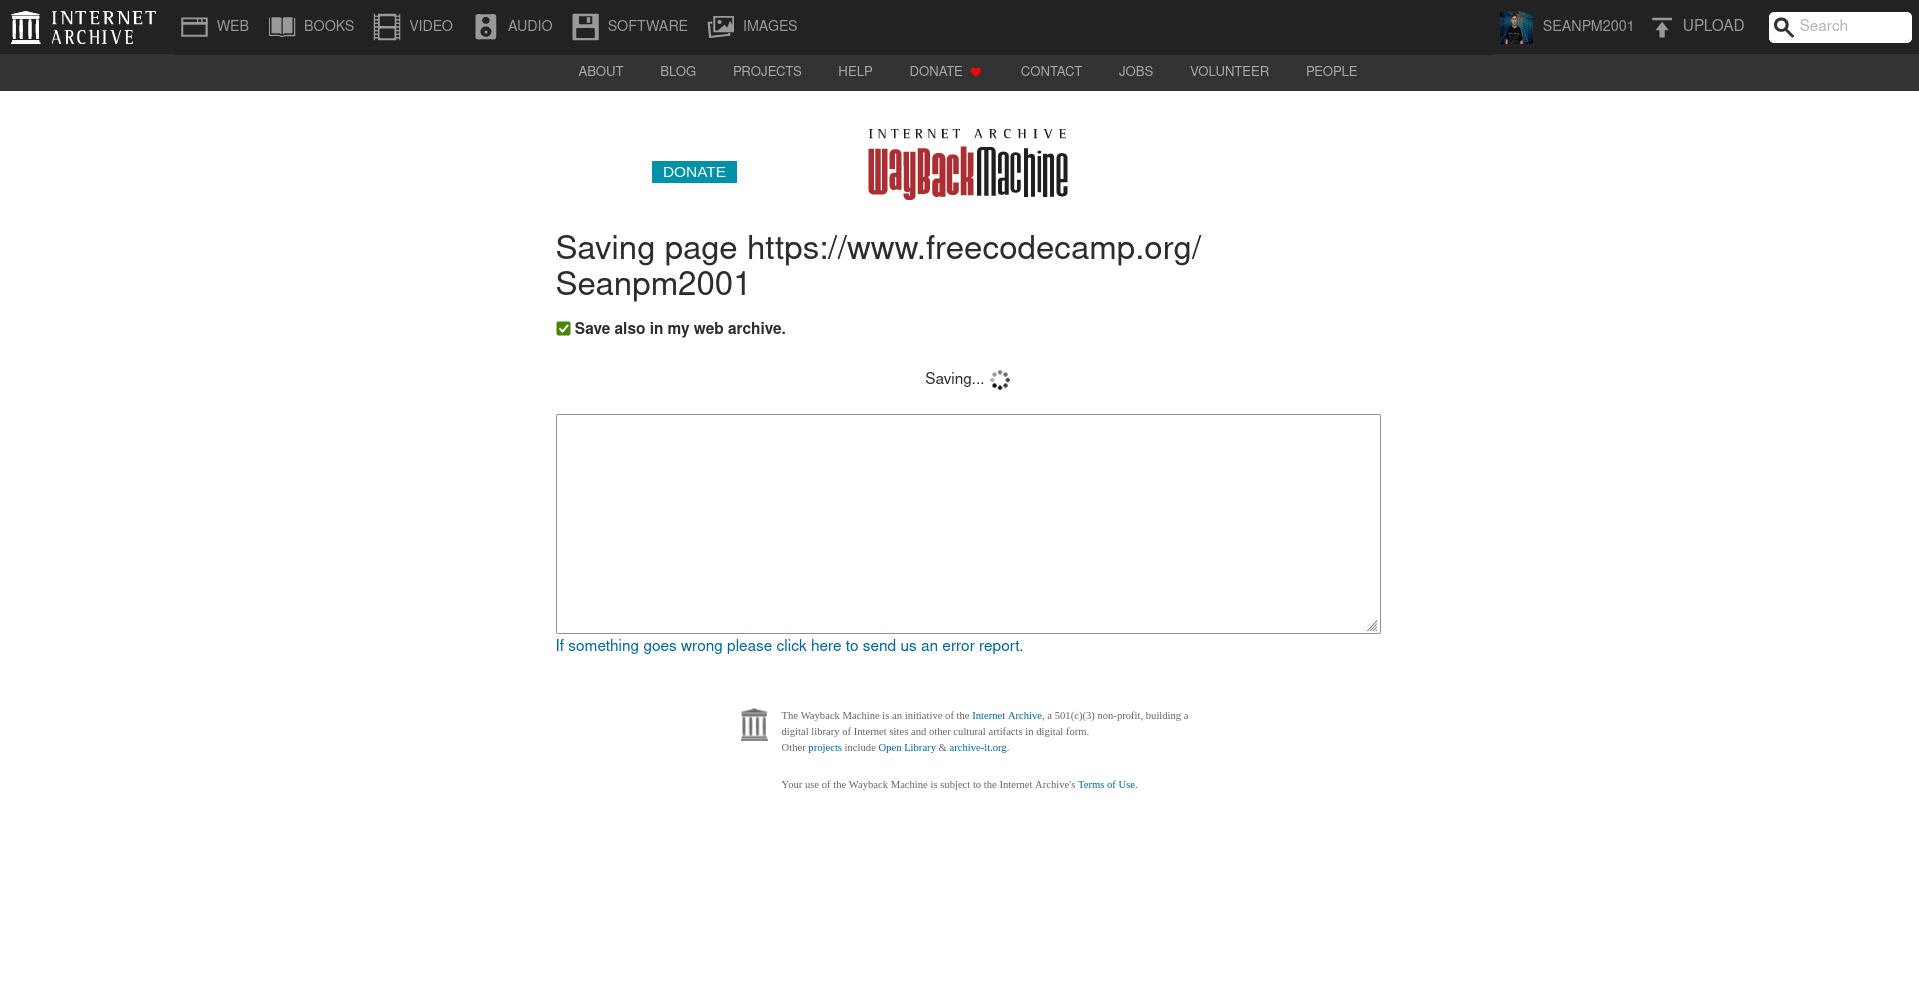 INTERNET ARCHIVE
WEB
BOOKS
VIDEO
AUDIO
SOFTWARE
IMAGES
SEANPM2001
UPLOAD
Search
ABOUT
BLOG
PROJECTS
HELP
DONATE
CONTACT
JOBS
VOLUNTEER
PEOPLE
DONATE
INTERNET ARCHIVE
WayBackMachine
Saving page https://www.freecodecamp.org/
Seanpm2001
Save also in my web archive.
Saving...
If something goes wrong please click here to send us an error report.
The Wayback Machine is an initiative of the Internet Archive, a 501(c)(3) non-profit, building a
digital library of Internet sites and other cultural artifacts in digital form.
Other projects include Open Library & archive-it.org.
Your use of the Wayback Machine is subject to the Internet Archive's Terms of Use.